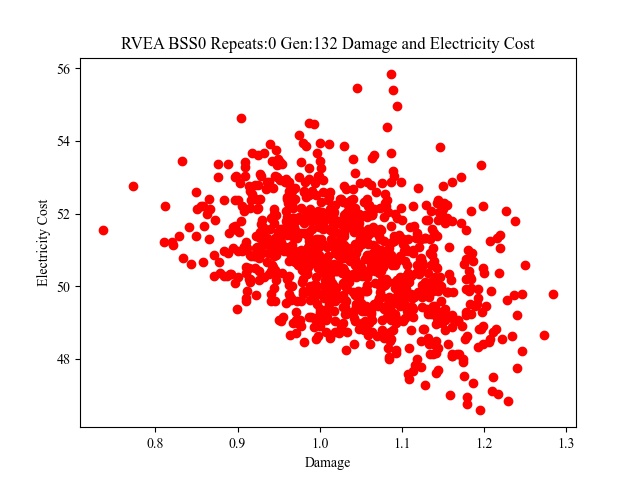 RVEA BSS0 Repeats:0 Gen:132 Damage and Electricity Cost
56
54
52
50
48
Electricity Cost
0.8 0.9 1.0 1.1 1.2 1.3
Damage